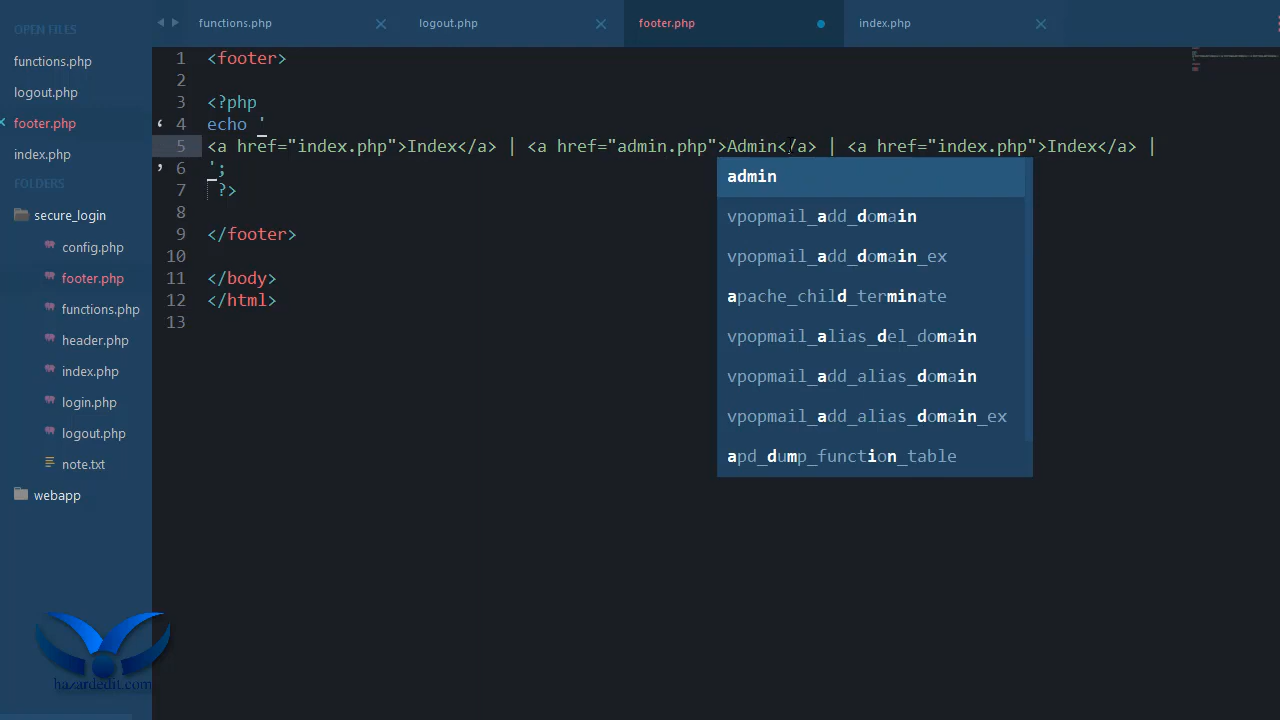 OPEN FILES
functions.php
logout.php
footer.php
index.php
FOLDERS
secure_login
config.php
footer.php
functions.php
header.php
index.php
login.php
logout.php
note.txt
webapp
hazardedit.com
functions.php
logout.php
footer.php
index.php
1 <footer>
2
3 <?php
4 echo '
5 <a href="index.php">Index</a> | <a href="admin.php">Admin</a> | <a href="index.php">Index</a> |
6 ';
7 ?>
8
9 </footer>
10
11 </body>
12 </html>
13
admin
vpopmail_add_domain
vpopmail_add_domain_ex
apache_child_terminate
vpopmail_alias_del_domain
vpopmail_add_alias_domain
vpopmail_add_alias_domain_ex
apd_dump_function_table